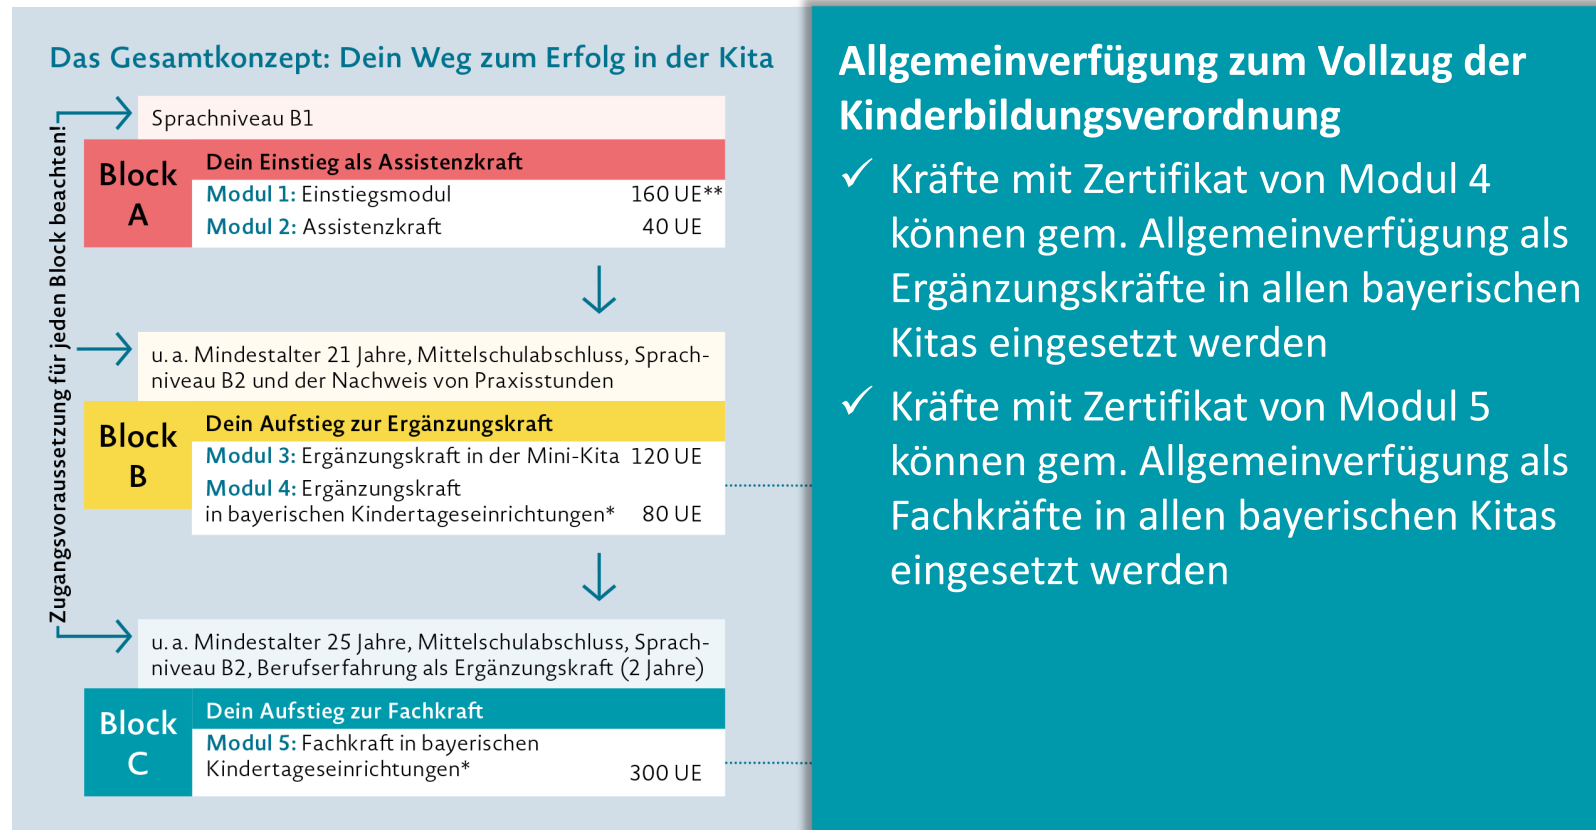 Das Gesamtkonzept: Dein Weg zum Erfolg in der Kita
Zugangsvoraussetzung für jeden Block beachten!
Sprachniveau B1
Block
A
Dein Einstieg als Assistenzkraft
Modul 1: Einstiegsmodul 160 UE**
Modul 2: Assistenzkraft 40 UE
u. a. Mindestalter 21 Jahre, Mittelschulabschluss, Sprach-
niveau B2 und der Nachweis von Praxisstunden
Block
B
Dein Aufstieg zur Ergänzungskraft
Modul 3: Ergänzungskraft in der Mini-Kita 120 UE
Modul 4: Ergänzungskraft
in bayerischen Kindertageseinrichtungen* 80 UE
u. a. Mindestalter 25 Jahre, Mittelschulabschluss, Sprach-
niveau B2, Berufserfahrung als Ergänzungskraft (2 Jahre)
Block
C
Dein Aufstieg zur Fachkraft
Modul 5: Fachkraft in bayerischen
Kindertageseinrichtungen* 300 UE
Allgemeinverfügung zum Vollzug der
Kinderbildungsverordnung
✓ Kräfte mit Zertifikat von Modul 4
können gem. Allgemeinverfügung als
Ergänzungskräfte in allen bayerischen
Kitas eingesetzt werden
✓ Kräfte mit Zertifikat von Modul 5
können gem. Allgemeinverfügung als
Fachkräfte in allen bayerischen Kitas
eingesetzt werden